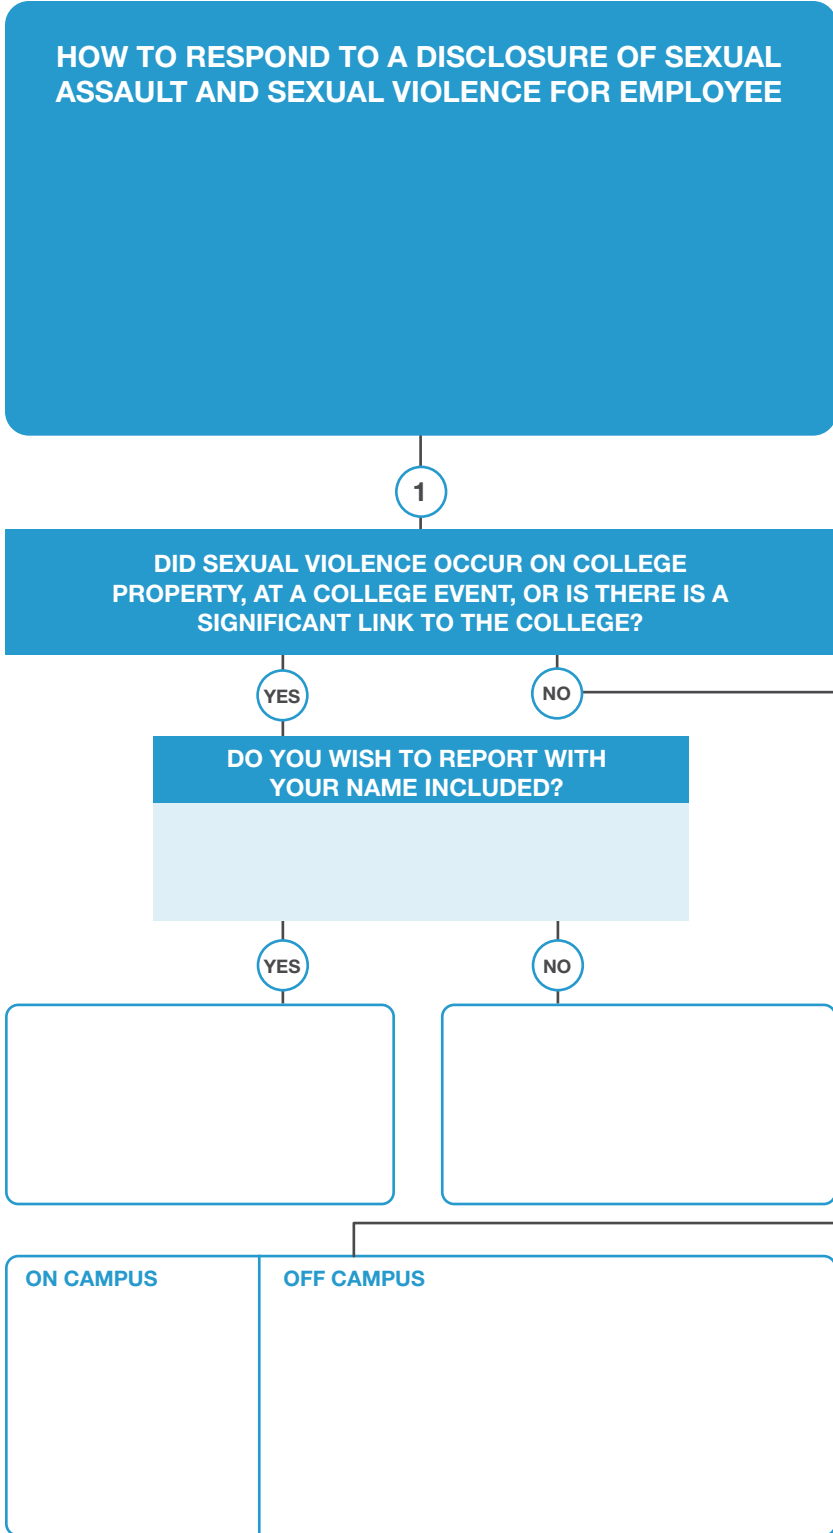 HOW TO RESPOND TO A DISCLOSURE OF SEXUAL
ASSAULT AND SEXUAL VIOLENCE FOR EMPLOYEE
1
DID SEXUAL VIOLENCE OCCUR ON COLLEGE
PROPERTY, AT A COLLEGE EVENT, OR IS THERE IS A
SIGNIFICANT LINK TO THE COLLEGE?
YES
NO
DO YOU WISH TO REPORT WITH
YOUR NAME INCLUDED?
YES
NO
ON CAMPUS
OFF CAMPUS